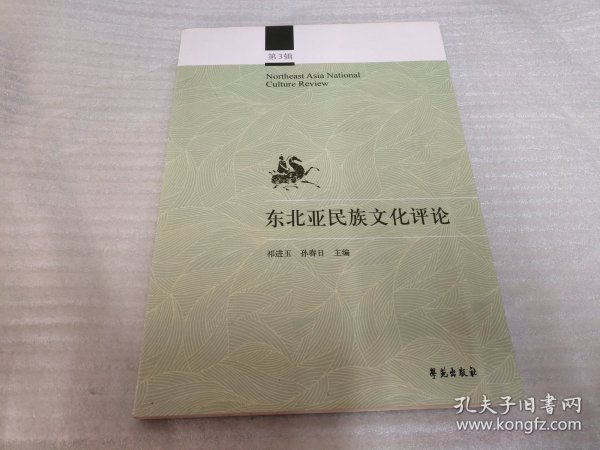 第3辑
Northeast Asia National
Culture Review
东北亚民族文化评论
祁进玉 孙春日 主编
学苑出版社
孔夫子旧书网
www.kongfz.com